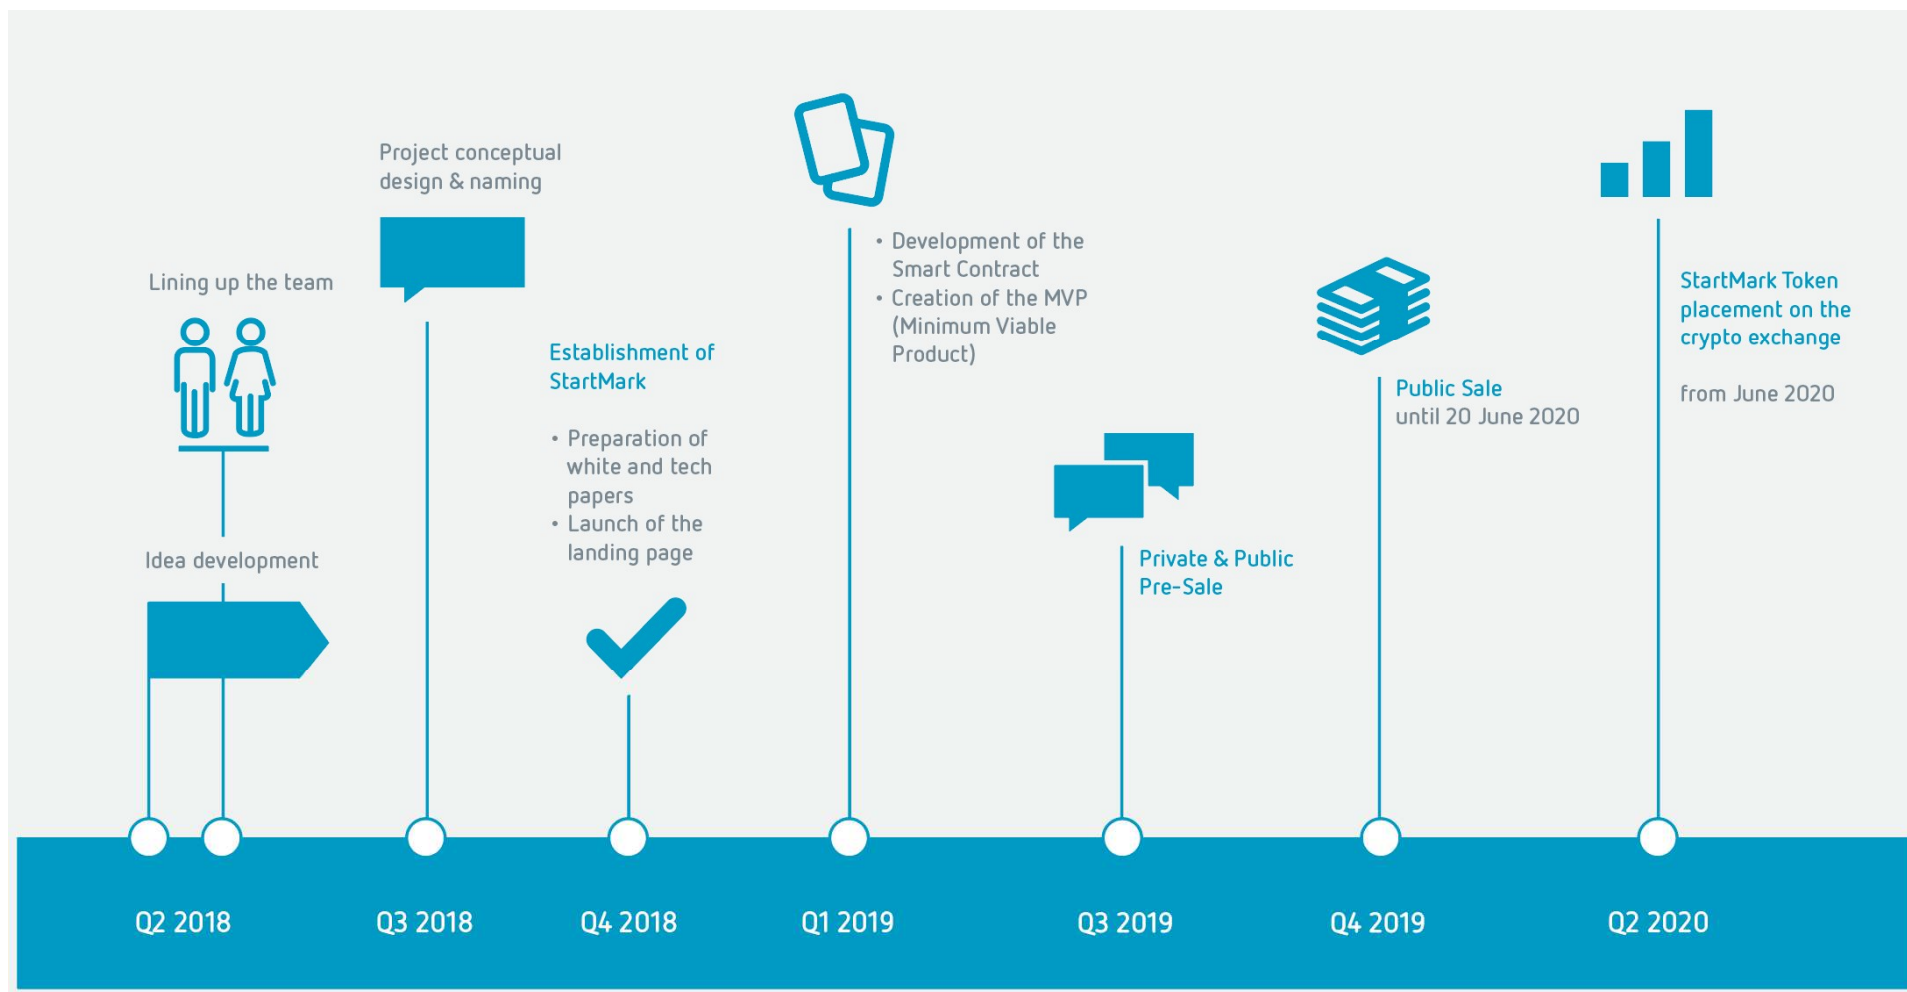 Lining up the team
Idea development
Project conceptual
design & naming
Establishment of
StartMark
• Preparation of
white and tech
papers
• Launch of the
landing page
• Development of the
Smart Contract
• Creation of the MVP
(Minimum Viable
Product)
Private & Public
Pre-Sale
Public Sale
until 20 June 2020
StartMark Token
placement on the
crypto exchange
from June 2020
Q2 2018
Q3 2018
Q4 2018
Q1 2019
Q3 2019
Q4 2019
Q2 2020